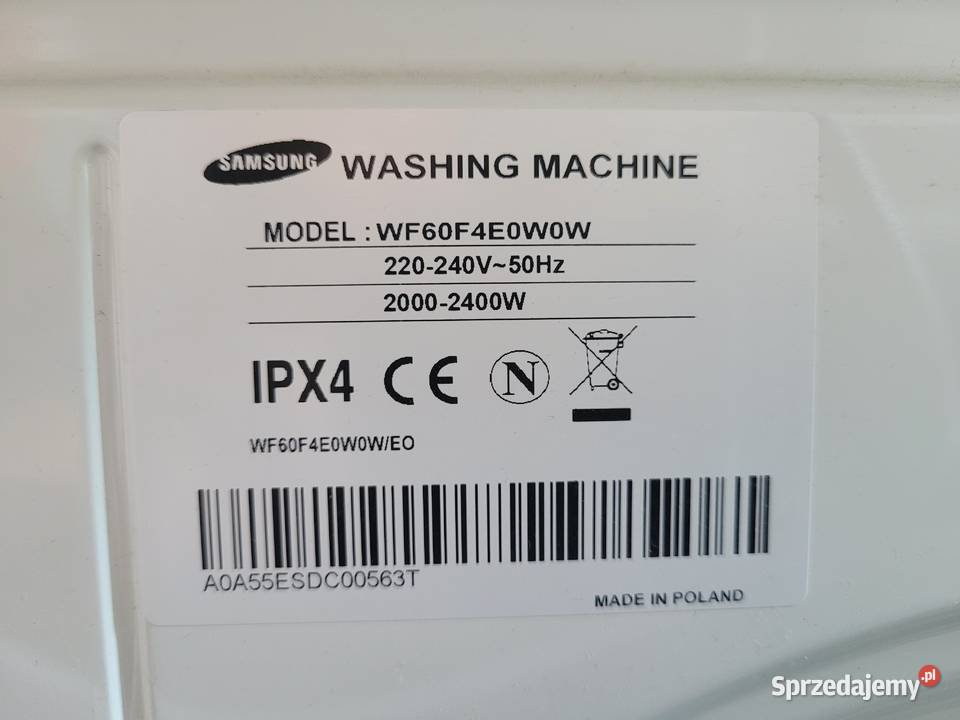 SAMSUNG WASHING MACHINE
MODEL : WF60F4E0W0W
220-240V~50Hz
2000-2400W
IPX4 CE N
WF60F4E0W0W/EO
A0A55ESDC00563T
MADE IN POLAND
Sprzedajemy.pl